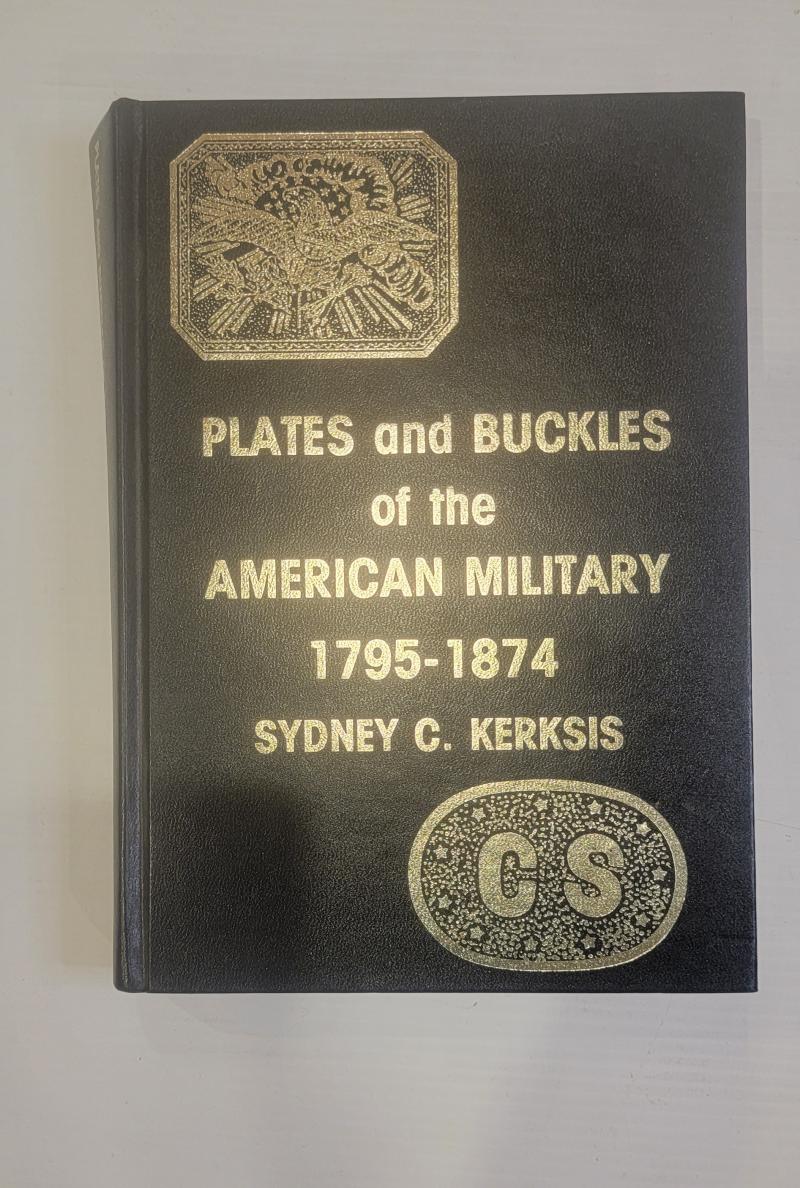 PLATES and BUCKLES
of the
AMERICAN MILITARY
1795-1874
SYDNEY C. KERKSIS
CS